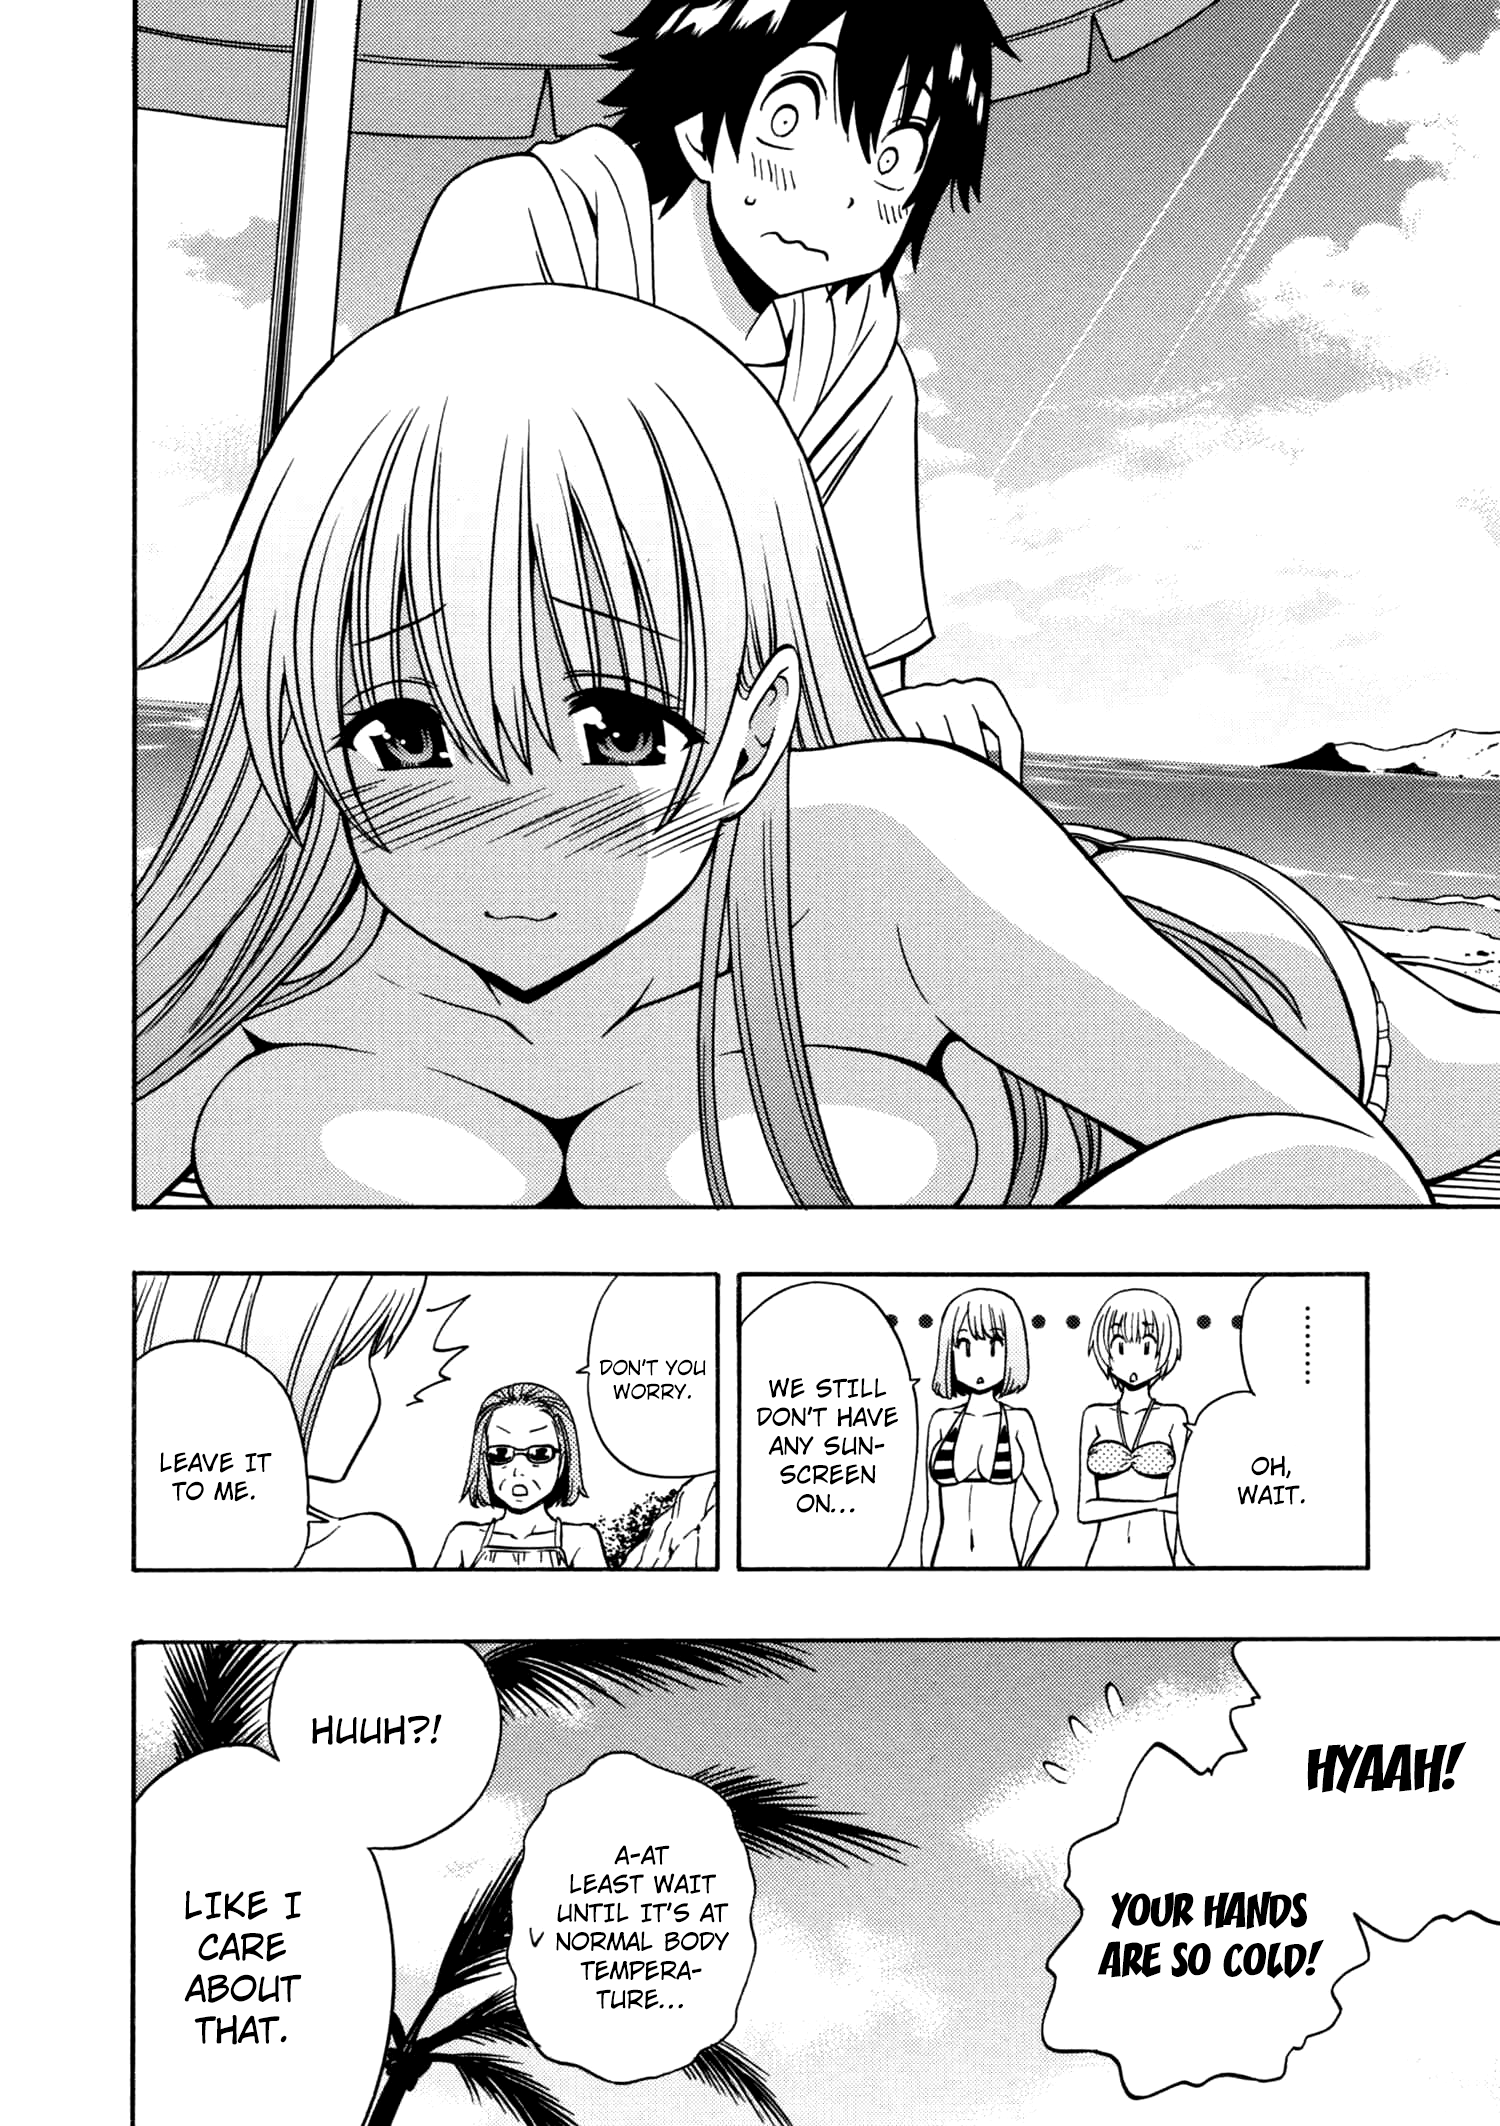 .........
OH,
WAIT.
WE STILL
DON'T HAVE
ANY SUN-
SCREEN
ON...
DON'T YOU
WORRY.
LEAVE IT
TO ME.
HYAAH!
YOUR HANDS
ARE SO COLD!
A-AT
LEAST WAIT
UNTIL IT'S AT
NORMAL BODY
TEMPERA-
TURE...
HUUH?!
LIKE I
CARE
ABOUT
THAT.